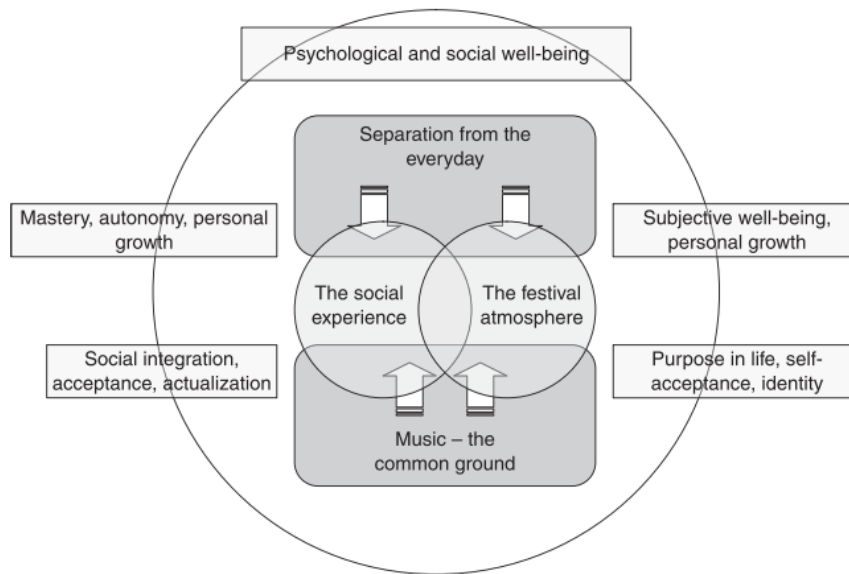 Psychological and social well-being
Separation from the
everyday
Mastery, autonomy, personal
growth
Subjective well-being,
personal growth
The social
experience
The festival
atmosphere
Social integration,
acceptance, actualization
Purpose in life, self-
acceptance, identity
Music – the
common ground